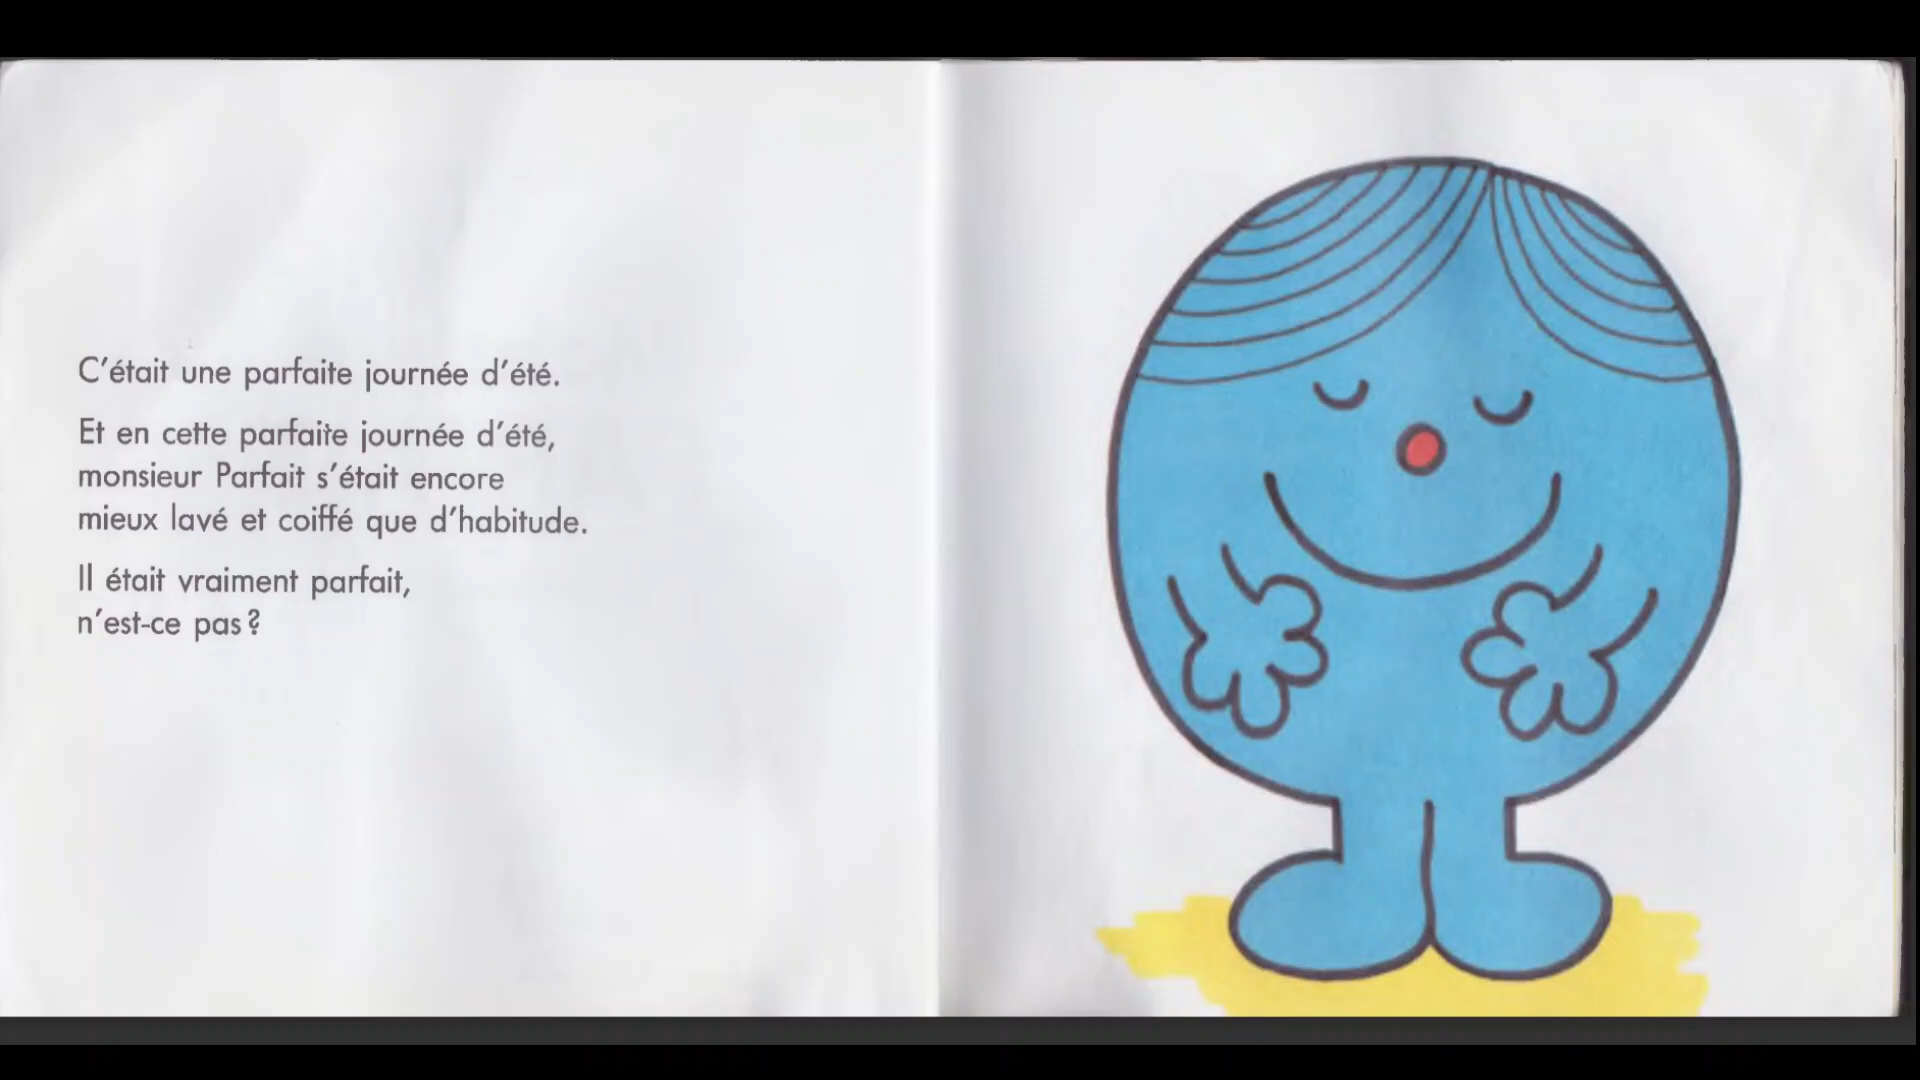 C'était une parfaite journée d'été.
Et en cette parfaite journée d'été,
monsieur Parfait s'était encore
mieux lavé et coiffé que d'habitude.
Il était vraiment parfait,
n'est-ce pas ?